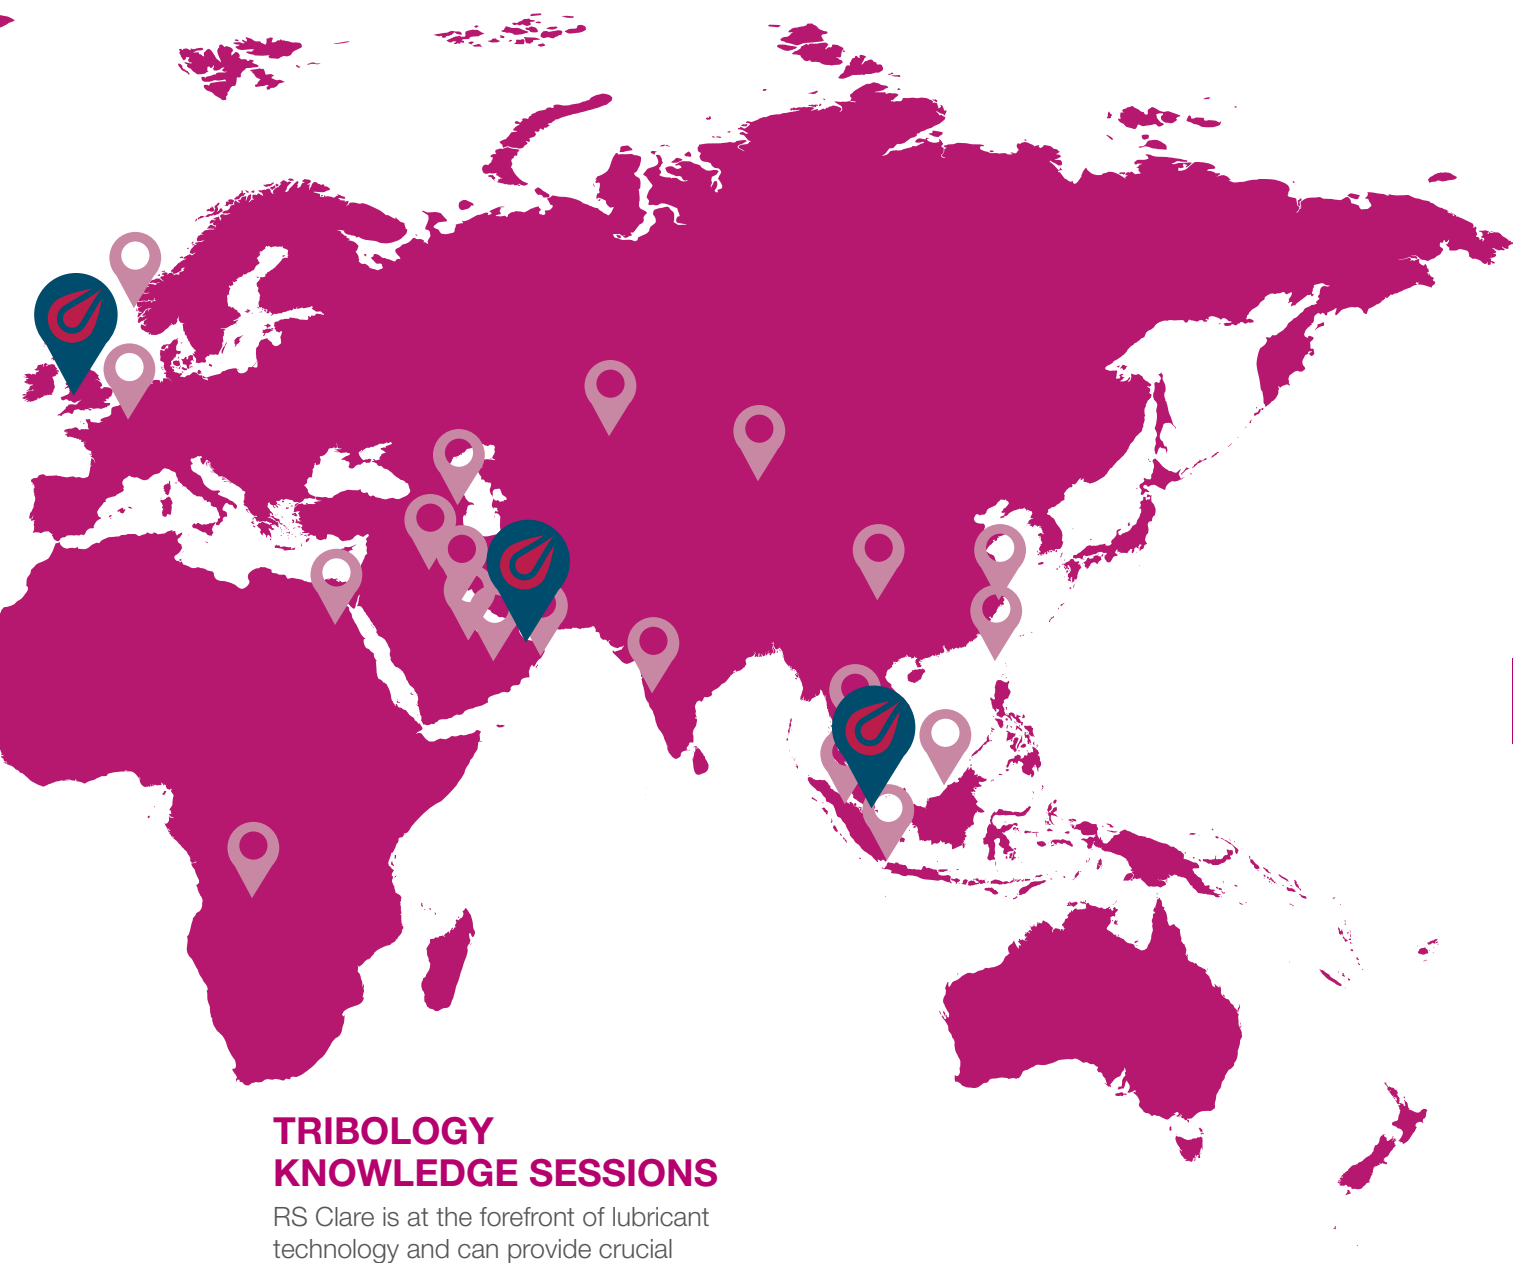 TRIBOLOGY
KNOWLEDGE SESSIONS
RS Clare is at the forefront of lubricant
technology and can provide crucial